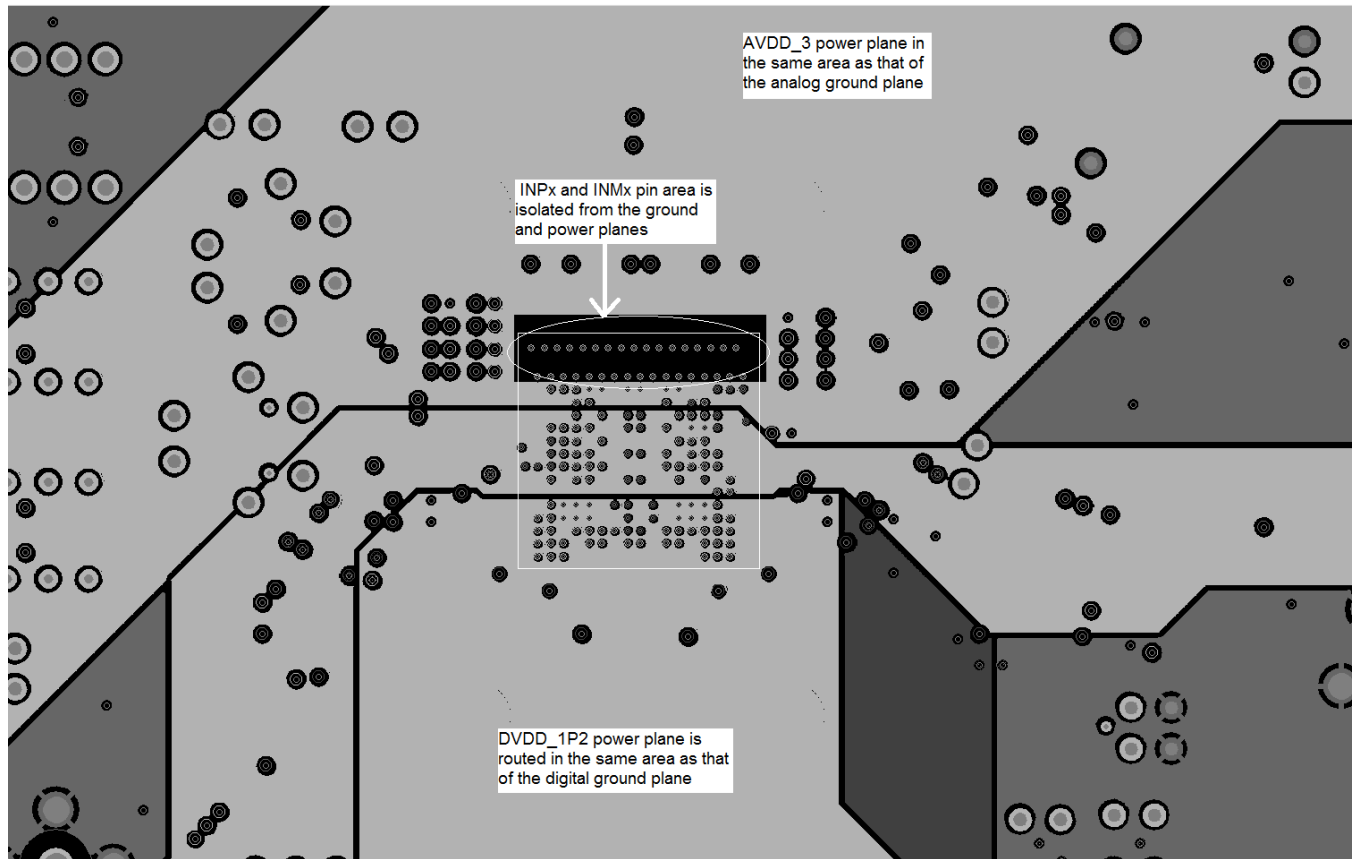 AVDD_3 power plane in
the same area as that of
the analog ground plane
INPx and INMx pin area is
isolated from the ground
and power planes
DVDD_1P2 power plane is
routed in the same area as that
of the digital ground plane